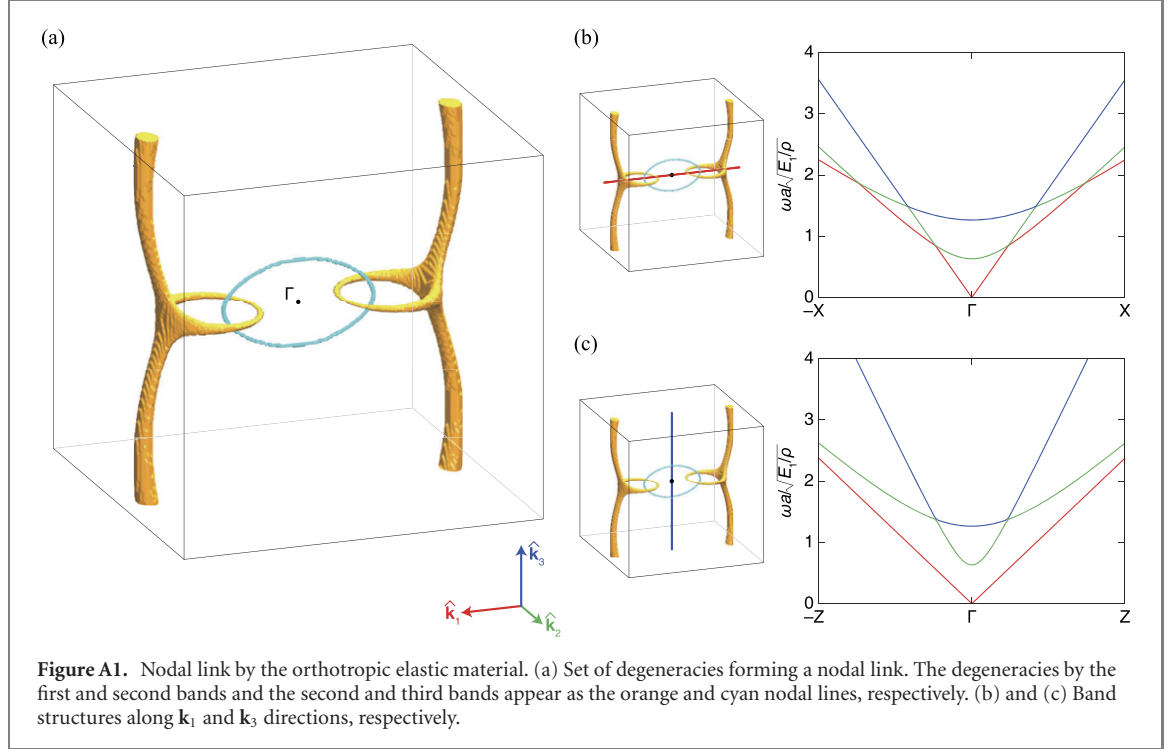 (a)
Γ
k̂₁
k̂₂
k̂₃
(b)
ωa/√E₁/ρ
4
3
2
1
0
–X
Γ
X
(c)
ωa/√E₁/ρ
4
3
2
1
0
–Z
Γ
Z
Figure A1. Nodal link by the orthotropic elastic material. (a) Set of degeneracies forming a nodal link. The degeneracies by the
first and second bands and the second and third bands appear as the orange and cyan nodal lines, respectively. (b) and (c) Band
structures along k₁ and k₃ directions, respectively.